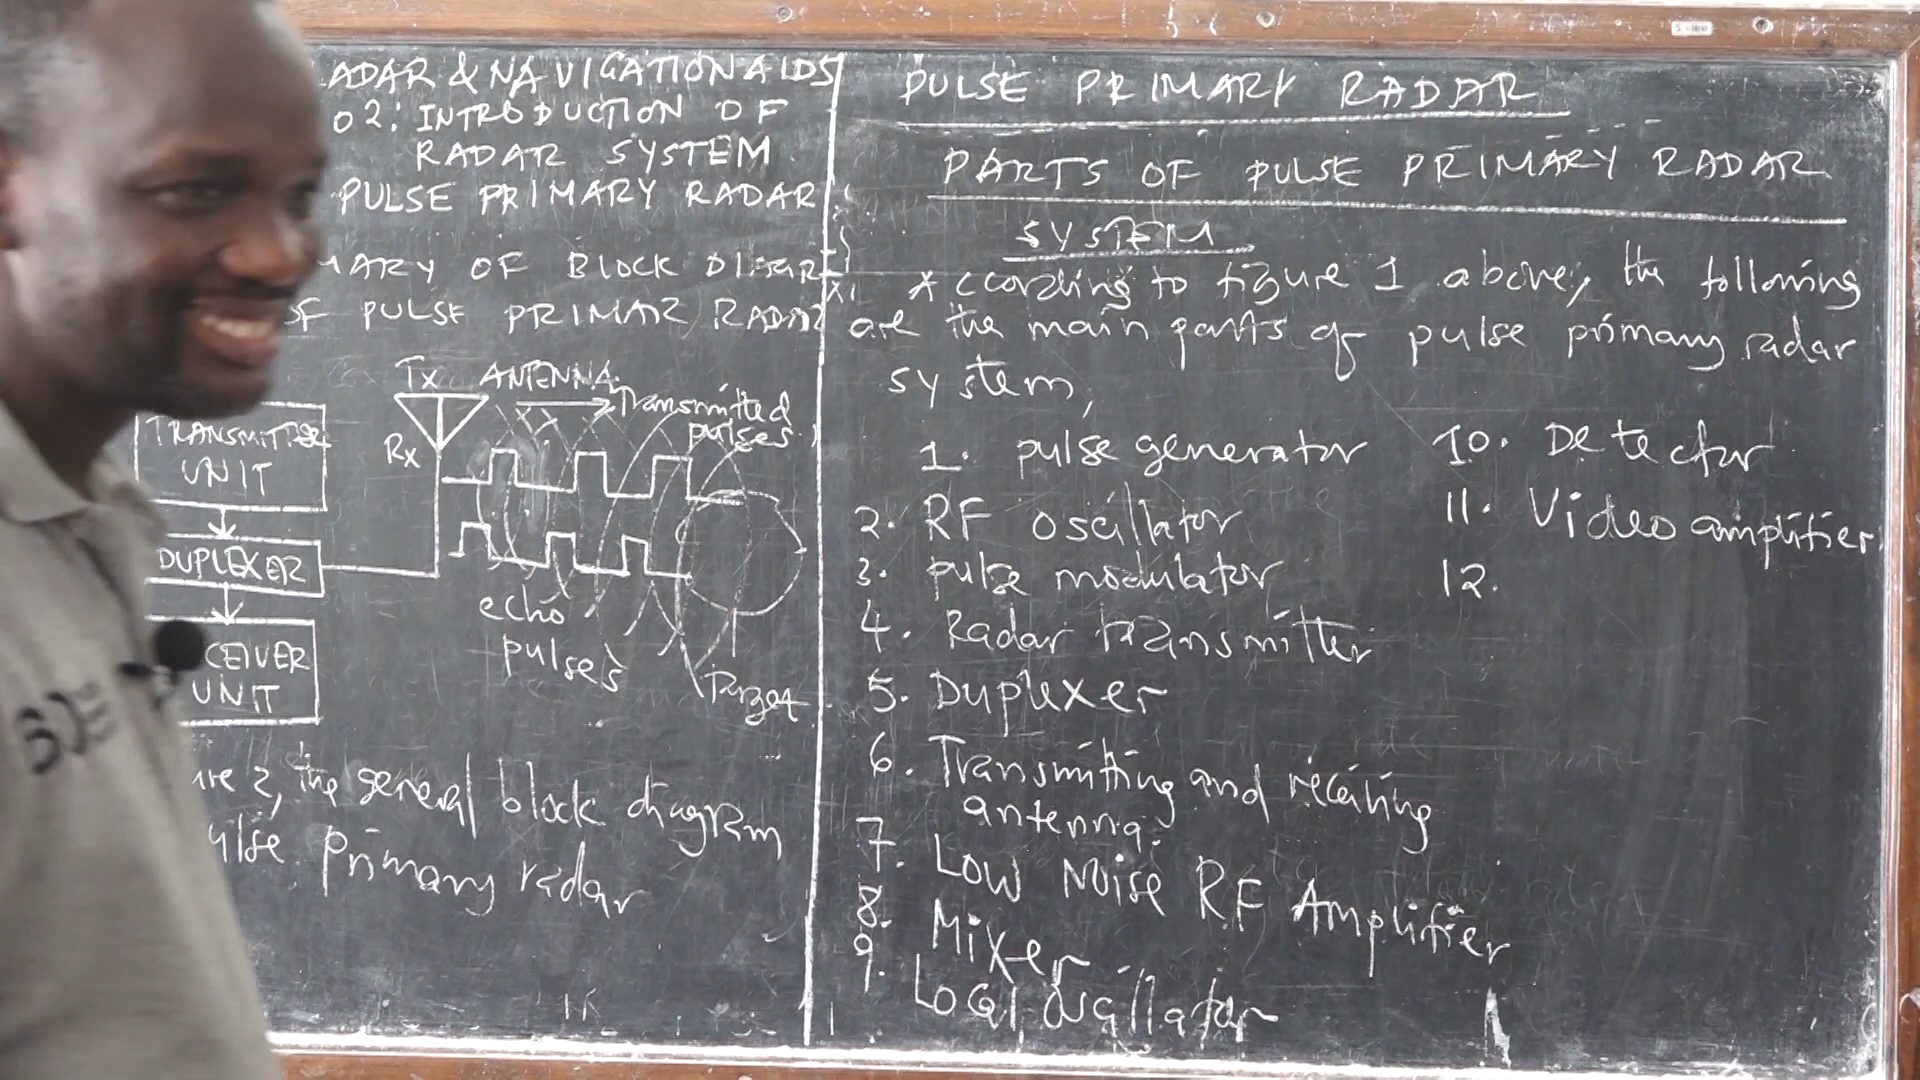 ADAR & NAVIGATION AIDS
02: INTRODUCTION OF
RADAR SYSTEM
PULSE PRIMARY RADAR
MARY OF BLOCK DIAGR
OF PULSE PRIMAR RADAR
Tx ANTENNA
Transmitted
pulses
Rx
TRANSMITTER
UNIT
DUPLEXER
CEIVER
UNIT
echo
pulses
Target
ure 2, the general block diagram
ulse primary radar
PULSE PRIMARY RADAR
PARTS OF PULSE PRIMARY RADAR
SYSTEM
According to figure 1 above, the following
are the main parts of pulse primary radar
system,
1. pulse generator
2. RF oscillator
3. pulse modulator
4. Radar transmitter
5. Duplexer
6. Transmitting and receiving
antenna.
7. Low Noise RF Amplifier
8. Mixer
9. Local oscillator
10. Detector
11. Video amplifier
12.